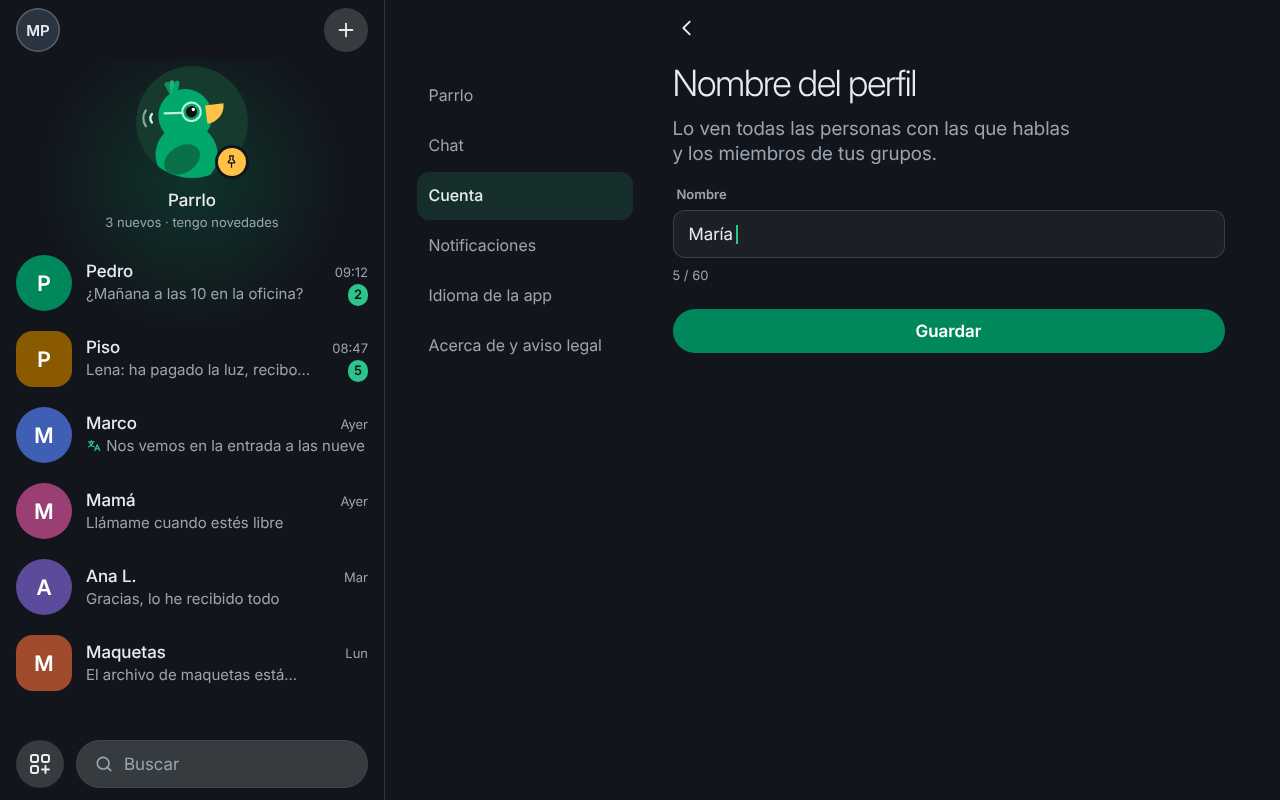 MP
Parrlo
3 nuevos · tengo novedades
P
Pedro
09:12
¿Mañana a las 10 en la oficina?
2
P
Piso
08:47
Lena: ha pagado la luz, recibo...
5
M
Marco
Ayer
Nos vemos en la entrada a las nueve
M
Mamá
Ayer
Llámame cuando estés libre
A
Ana L.
Mar
Gracias, lo he recibido todo
M
Maquetas
Lun
El archivo de maquetas está...
Buscar
Parrlo
Chat
Cuenta
Notificaciones
Idioma de la app
Acerca de y aviso legal
Nombre del perfil
Lo ven todas las personas con las que hablas
y los miembros de tus grupos.
Nombre
María
5 / 60
Guardar